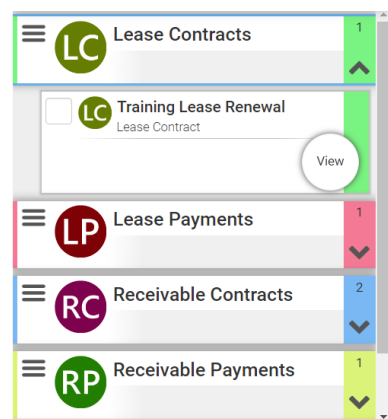 LC Lease Contracts 1
LC Training Lease Renewal
Lease Contract
View
LP Lease Payments 1
RC Receivable Contracts 2
RP Receivable Payments 1